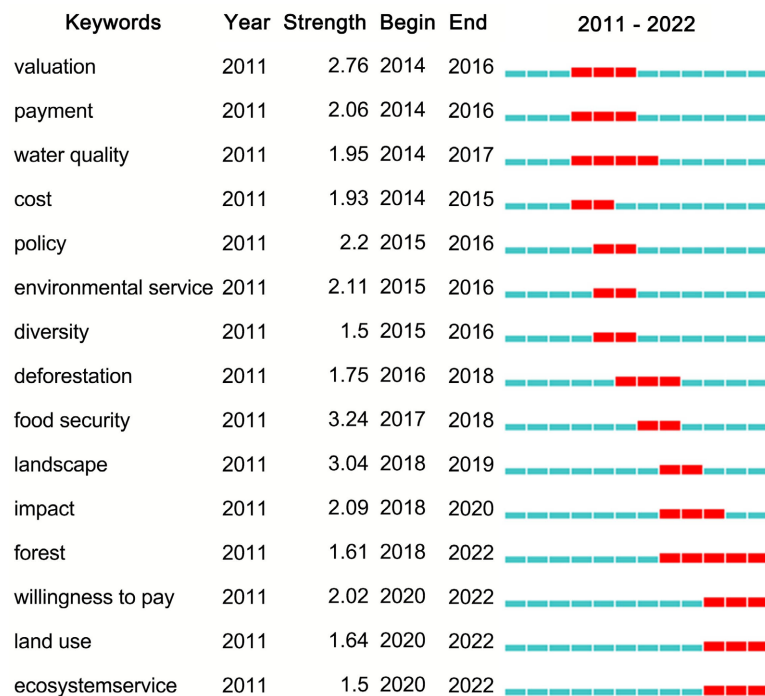 Keywords Year Strength Begin End 2011 - 2022
valuation 2011 2.76 2014 2016
payment 2011 2.06 2014 2016
water quality 2011 1.95 2014 2017
cost 2011 1.93 2014 2015
policy 2011 2.2 2015 2016
environmental service 2011 2.11 2015 2016
diversity 2011 1.5 2015 2016
deforestation 2011 1.75 2016 2018
food security 2011 3.24 2017 2018
landscape 2011 3.04 2018 2019
impact 2011 2.09 2018 2020
forest 2011 1.61 2018 2022
willingness to pay 2011 2.02 2020 2022
land use 2011 1.64 2020 2022
ecosystemservice 2011 1.5 2020 2022